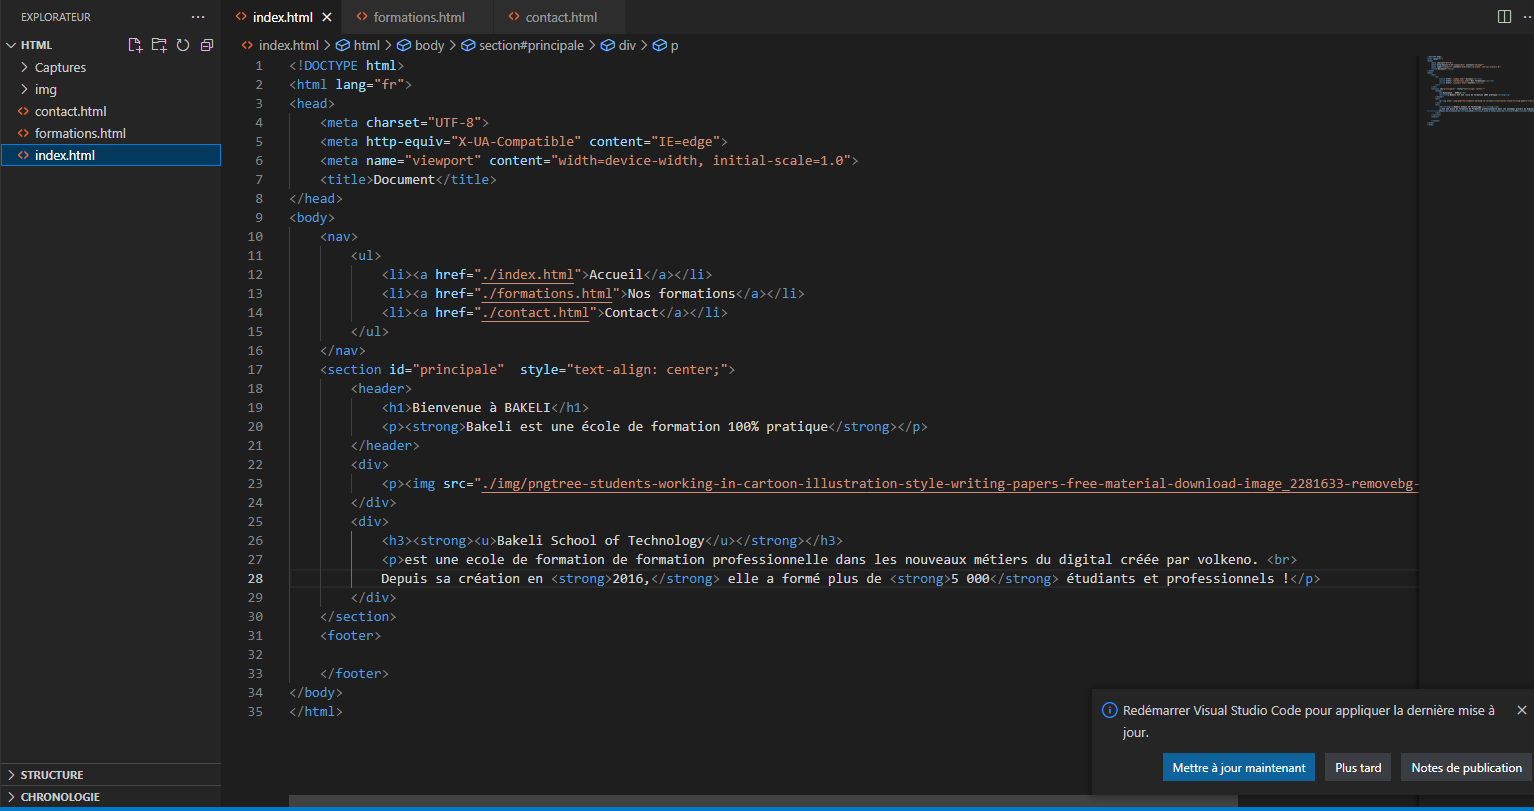 EXPLORATEUR
HTML
Captures
img
contact.html
formations.html
index.html
STRUCTURE
CHRONOLOGIE
index.html formations.html contact.html
index.html > html > body > section#principale > div > p
1 <!DOCTYPE html>
2 <html lang="fr">
3 <head>
4 <meta charset="UTF-8">
5 <meta http-equiv="X-UA-Compatible" content="IE=edge">
6 <meta name="viewport" content="width=device-width, initial-scale=1.0">
7 <title>Document</title>
8 </head>
9 <body>
10 <nav>
11 <ul>
12 <li><a href="./index.html">Accueil</a></li>
13 <li><a href="./formations.html">Nos formations</a></li>
14 <li><a href="./contact.html">Contact</a></li>
15 </ul>
16 </nav>
17 <section id="principale"  style="text-align: center;">
18 <header>
19 <h1>Bienvenue à BAKELI</h1>
20 <p><strong>Bakeli est une école de formation 100% pratique</strong></p>
21 </header>
22 <div>
23 <p><img src="./img/pngtree-students-working-in-cartoon-illustration-style-writing-papers-free-material-download-image_2281633-removebg-
24 </div>
25 <div>
26 <h3><strong><u>Bakeli School of Technology</u></strong></h3>
27 <p>est une ecole de formation de formation professionnelle dans les nouveaux métiers du digital créée par volkeno. <br>
28 Depuis sa création en <strong>2016,</strong> elle a formé plus de <strong>5 000</strong> étudiants et professionnels !</p>
29 </div>
30 </section>
31 <footer>
32
33 </footer>
34 </body>
35 </html>
Redémarrer Visual Studio Code pour appliquer la dernière mise à
jour.
Mettre à jour maintenant Plus tard Notes de publication